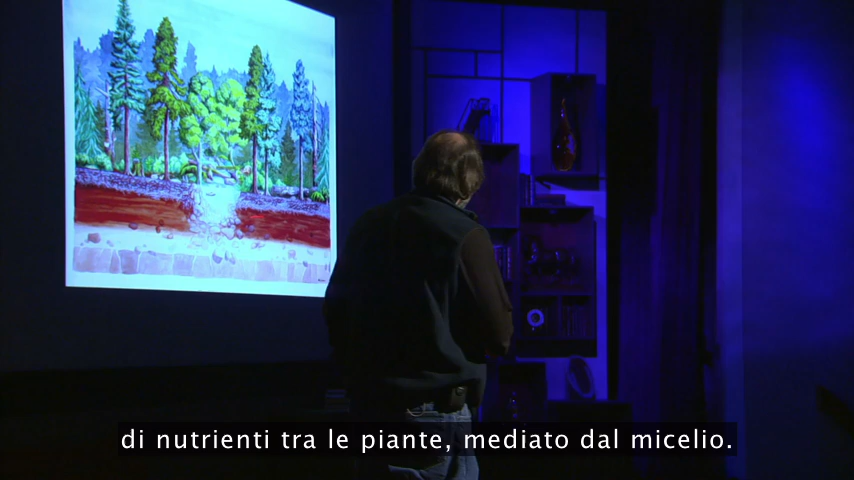 di nutrienti tra le piante, mediato dal micelio.